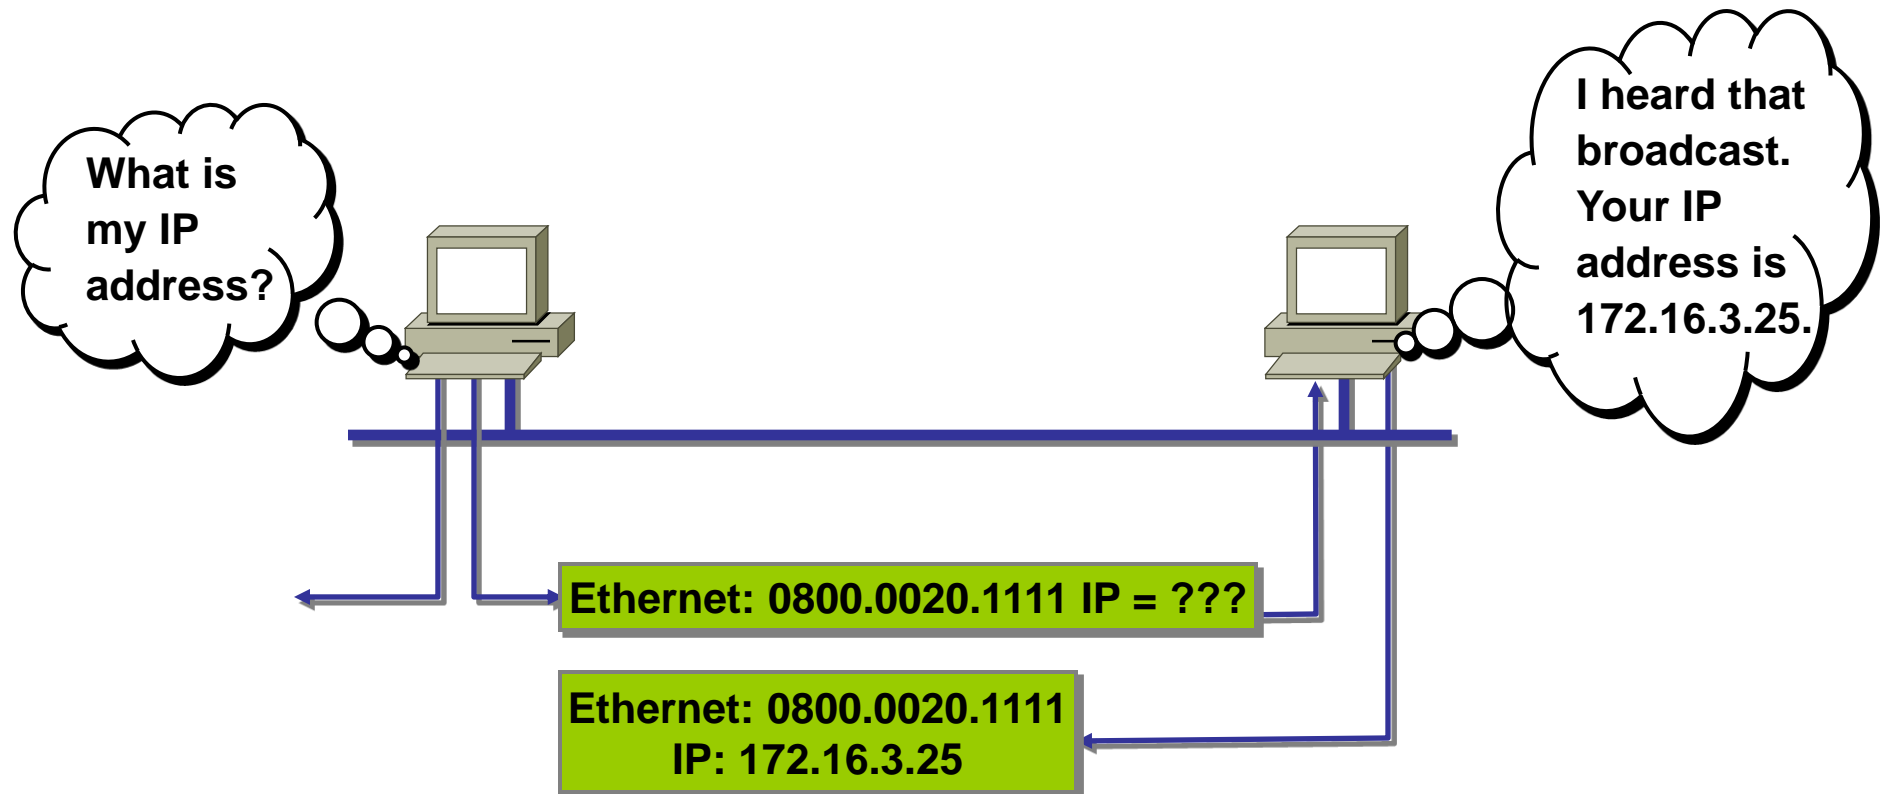 What is
my IP
address?
I heard that
broadcast.
Your IP
address is
172.16.3.25.
Ethernet: 0800.0020.1111 IP = ???
Ethernet: 0800.0020.1111
IP: 172.16.3.25